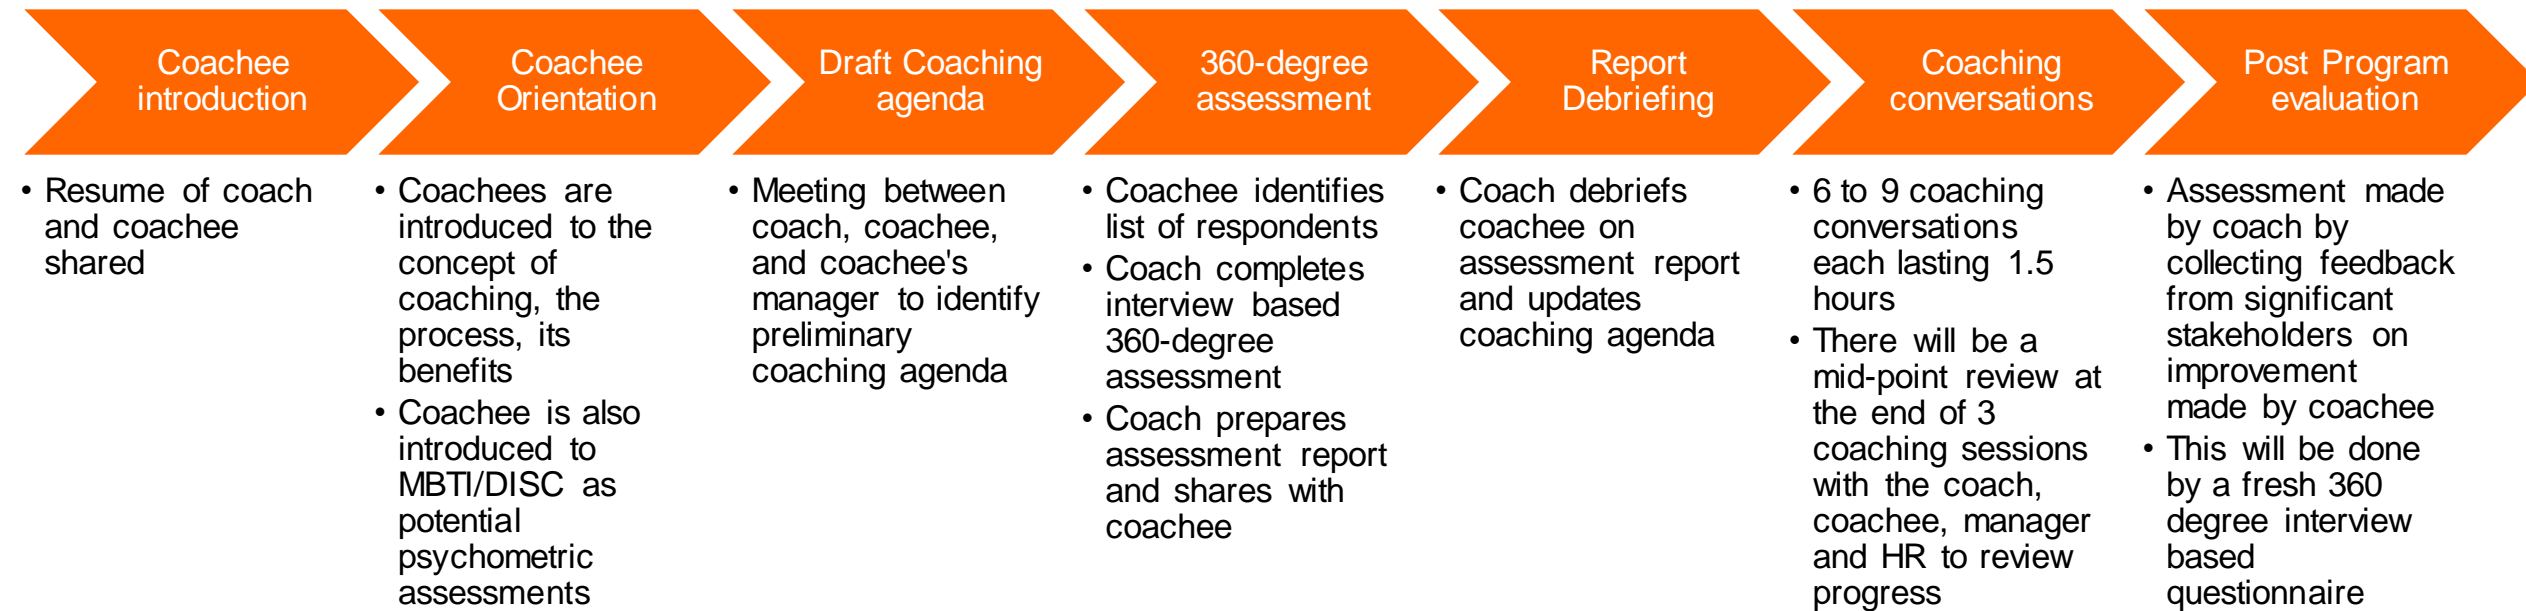 Coachee
introduction
Coachee
Orientation
Draft Coaching
agenda
360-degree
assessment
Report
Debriefing
Coaching
conversations
Post Program
evaluation
• Resume of coach
and coachee
shared
• Coachees are
introduced to the
concept of
coaching, the
process, its
benefits
• Coachee is also
introduced to
MBTI/DISC as
potential
psychometric
assessments
• Meeting between
coach, coachee,
and coachee's
manager to identify
preliminary
coaching agenda
• Coachee identifies
list of respondents
• Coach completes
interview based
360-degree
assessment
• Coach prepares
assessment report
and shares with
coachee
• Coach debriefs
coachee on
assessment report
and updates
coaching agenda
• 6 to 9 coaching
conversations
each lasting 1.5
hours
• There will be a
mid-point review at
the end of 3
coaching sessions
with the coach,
coachee, manager
and HR to review
progress
• Assessment made
by coach by
collecting feedback
from significant
stakeholders on
improvement
made by coachee
• This will be done
by a fresh 360
degree interview
based
questionnaire